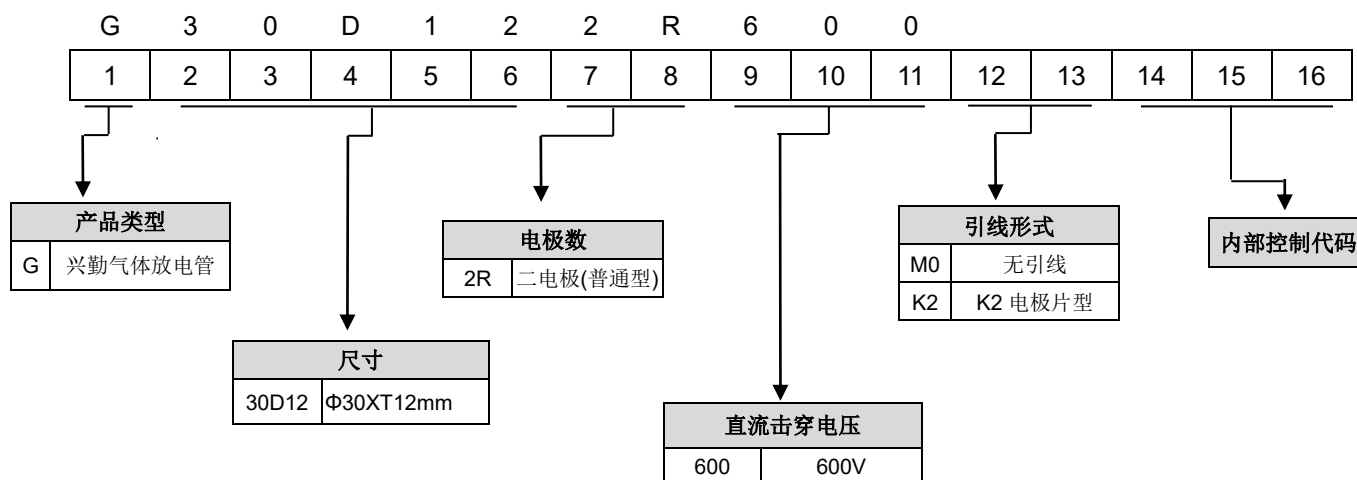 G 3 0 D 1 2 2 R 6 0 0
1 2 3 4 5 6 7 8 9 10 11 12 13 14 15 16
产品类型
G 兴勤气体放电管
电极数
2R 二电极(普通型)
引线形式
M0 无引线
K2 K2 电极片型
内部控制代码
尺寸
30D12 Φ30XT12mm
直流击穿电压
600 600V